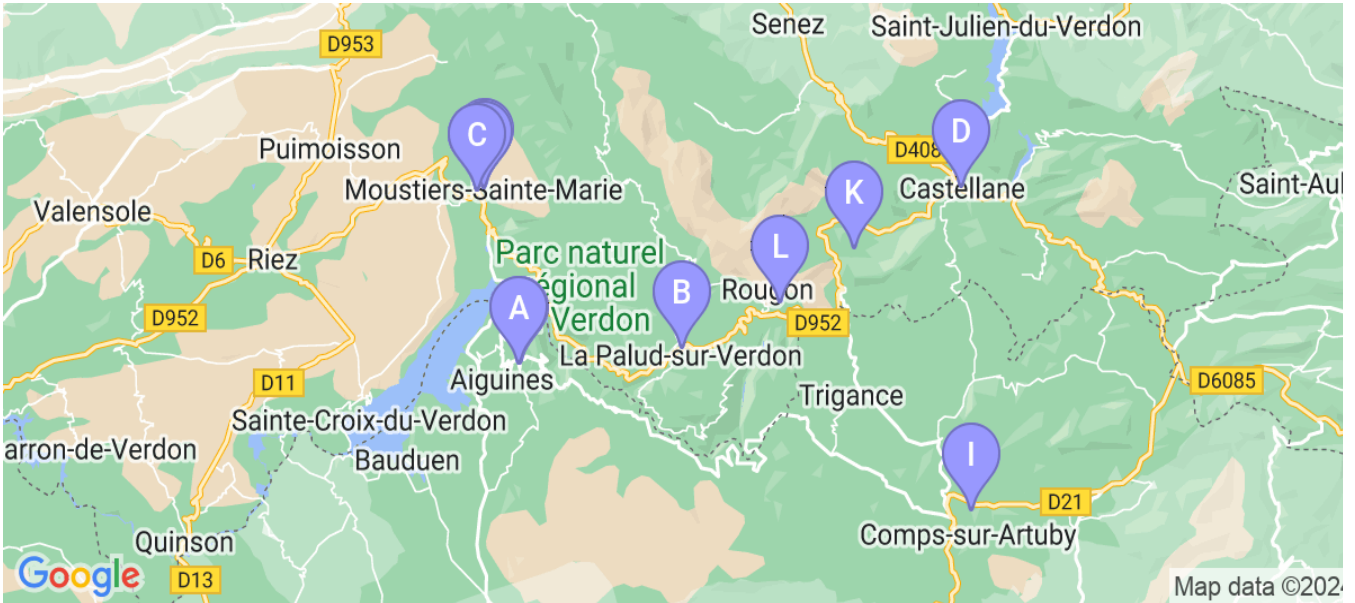 Senez
Saint-Julien-du-Verdon
D953
C
D
D408
Puimoisson
Moustiers-Sainte-Marie
Castellane
Saint-Aul
K
Valensole
Parc naturel
régional
Verdon
D6
Riez
L
Rougon
B
A
D952
D952
La Palud-sur-Verdon
Aiguines
D11
D6085
Trigance
Sainte-Croix-du-Verdon
Bauduen
arron-de-Verdon
I
D21
Comps-sur-Artuby
Quinson
D13
Google
Map data ©2024